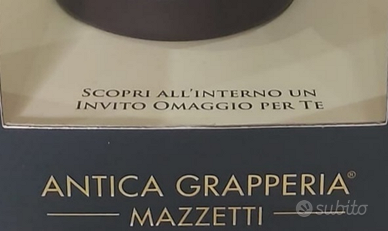 SCOPRI ALL'INTERNO UN
INVITO OMAGGIO PER TE
ANTICA GRAPPERIA®
MAZZETTI
subito